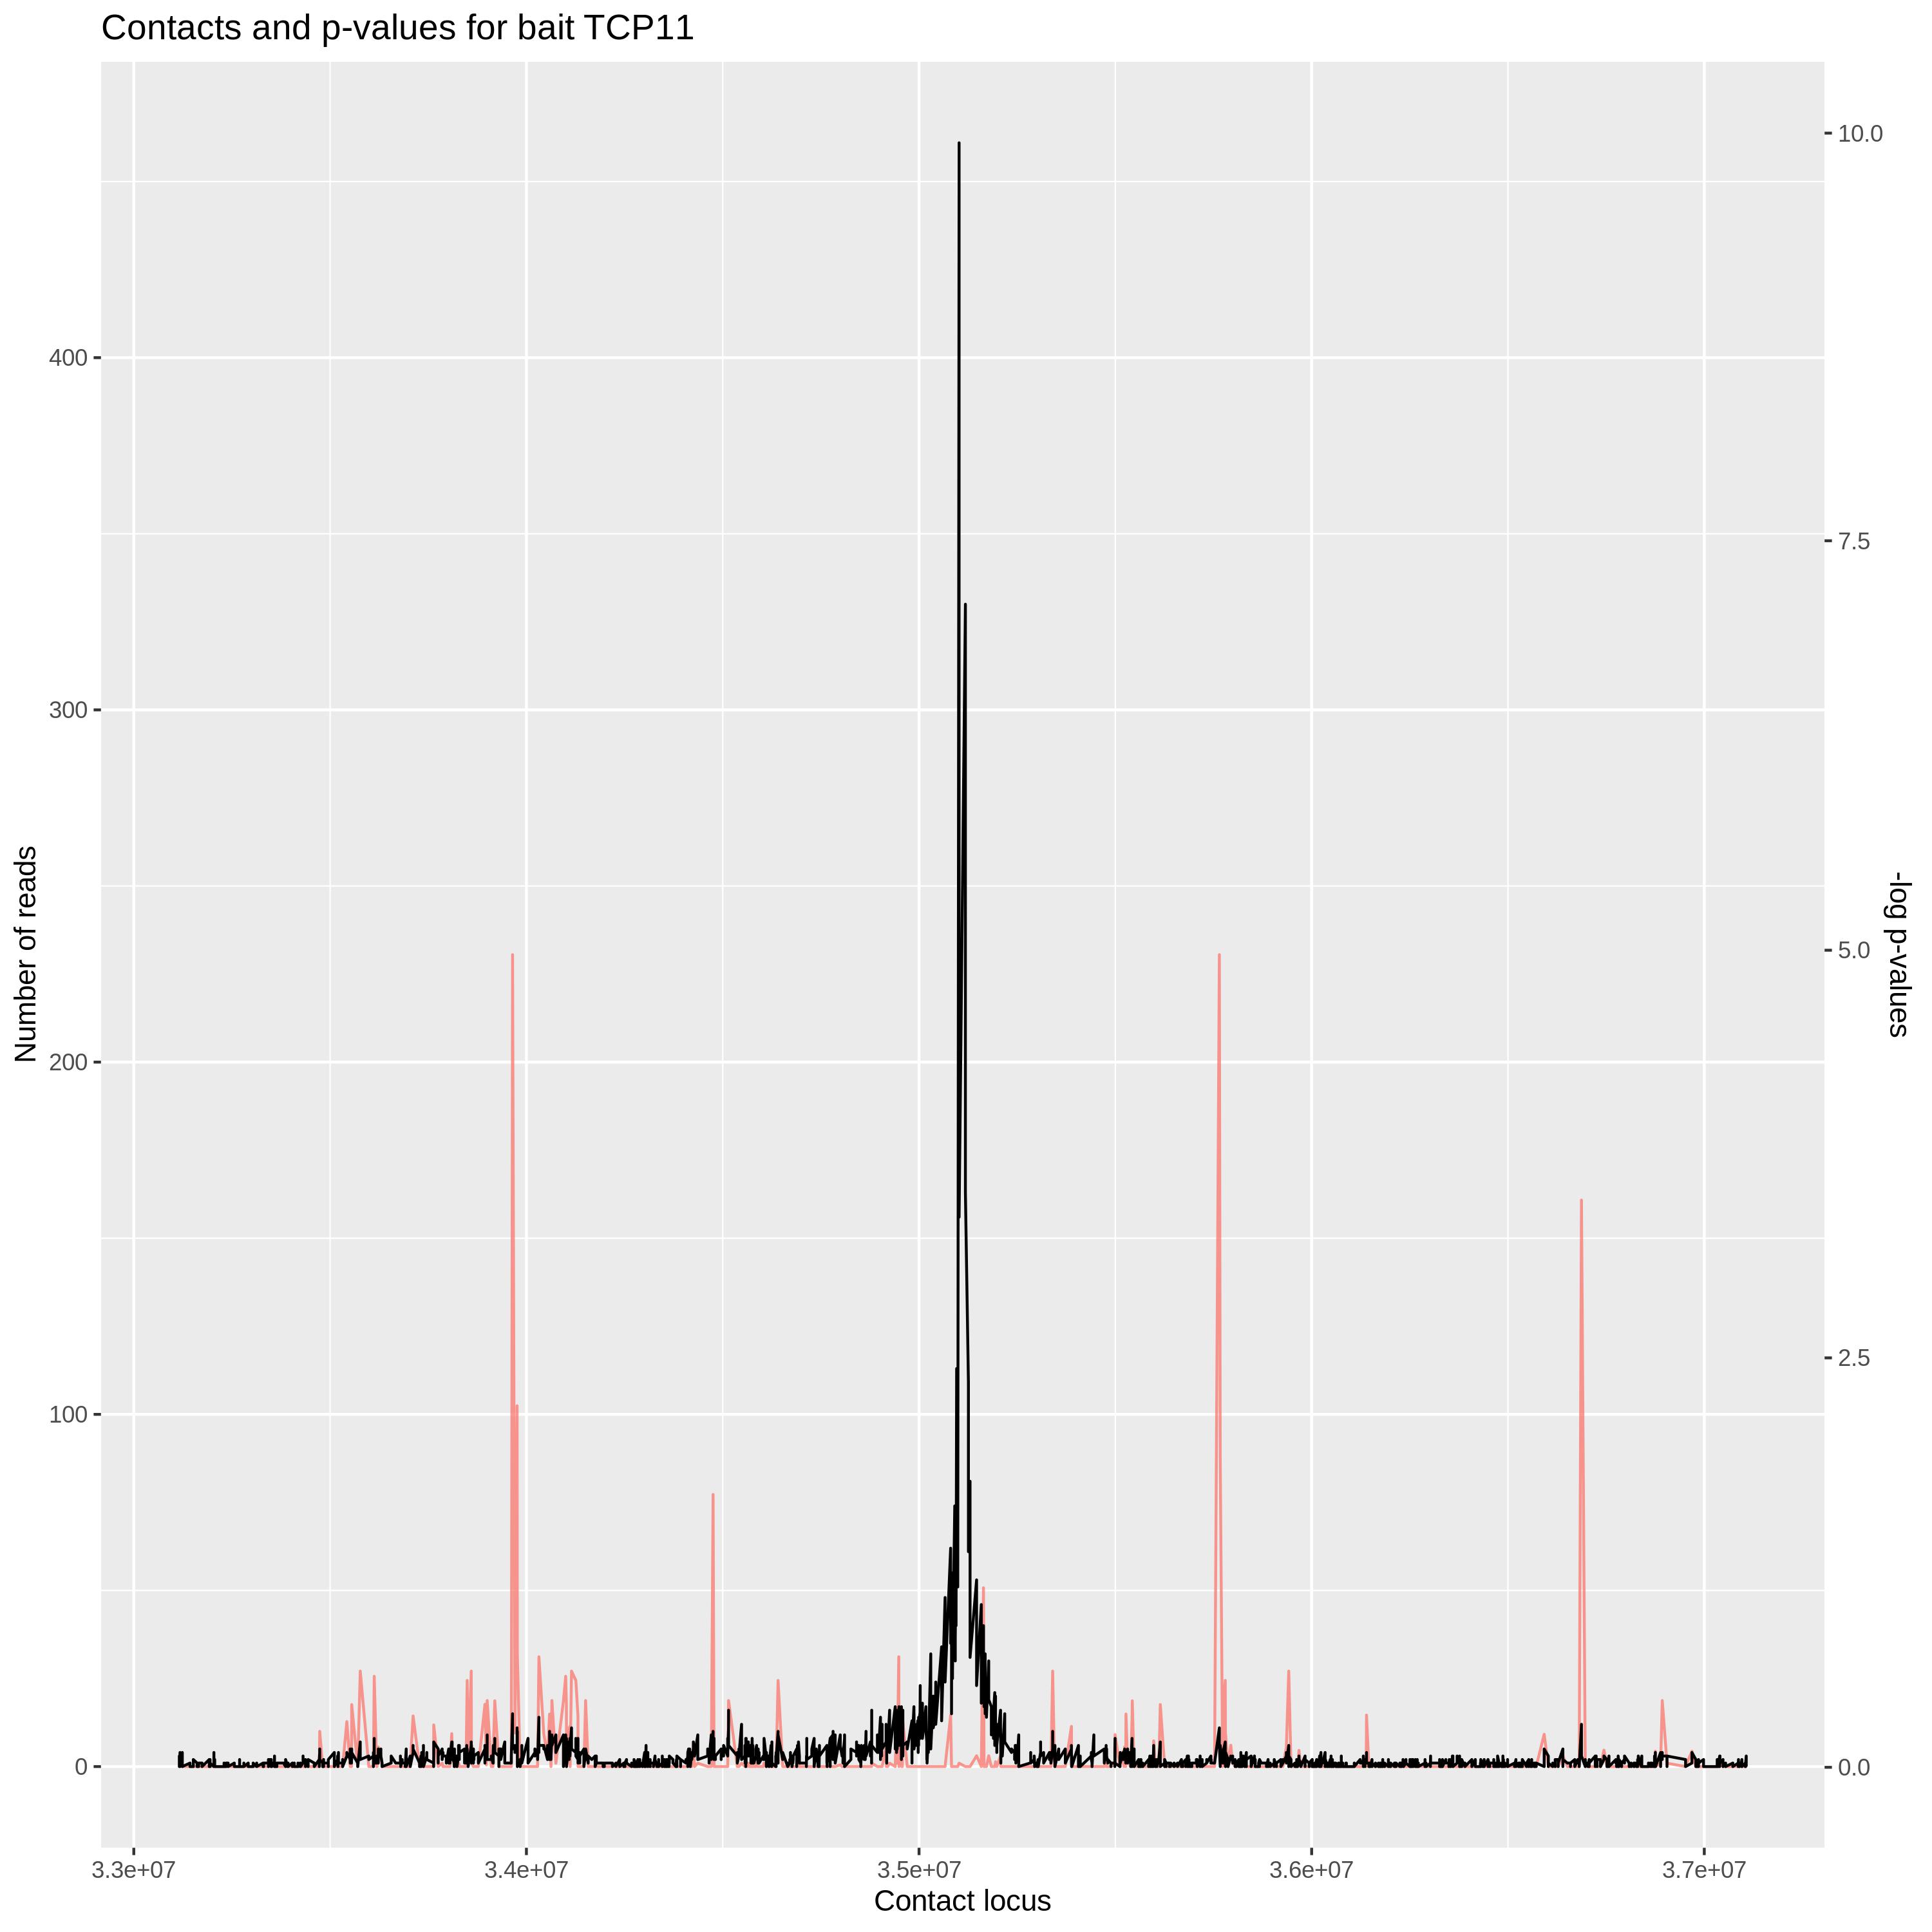 Contacts and p-values for bait TCP11
Number of reads
400
300
200
100
0
10.0
7.5
5.0
2.5
0.0
-log p-values
3.3e+07
3.4e+07
3.5e+07
3.6e+07
3.7e+07
Contact locus